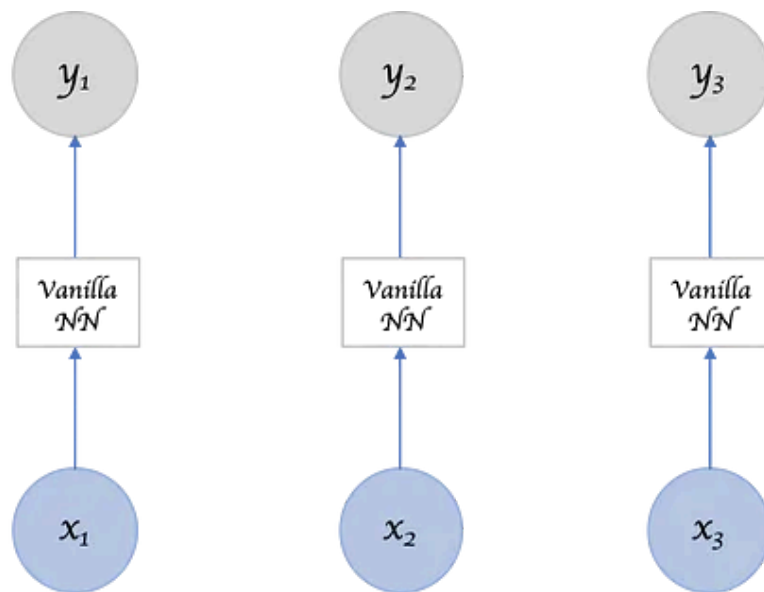 y₁ y₂ y₃
Vanilla Vanilla Vanilla
NN NN NN
x₁ x₂ x₃